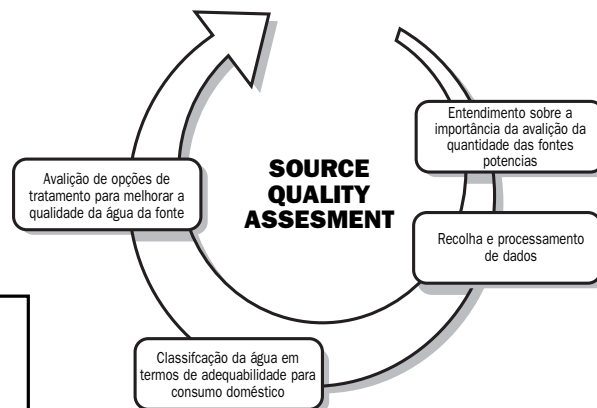 SOURCE
QUALITY
ASSESMENT
Entendimento sobre a
importância da avalição da
quantidade das fontes
potencias
Recolha e processamento
de dados
Classifcação da água em
termos de adequabilidade para
consumo doméstico
Avalição de opções de
tratamento para melhorar a
qualidade da água da fonte